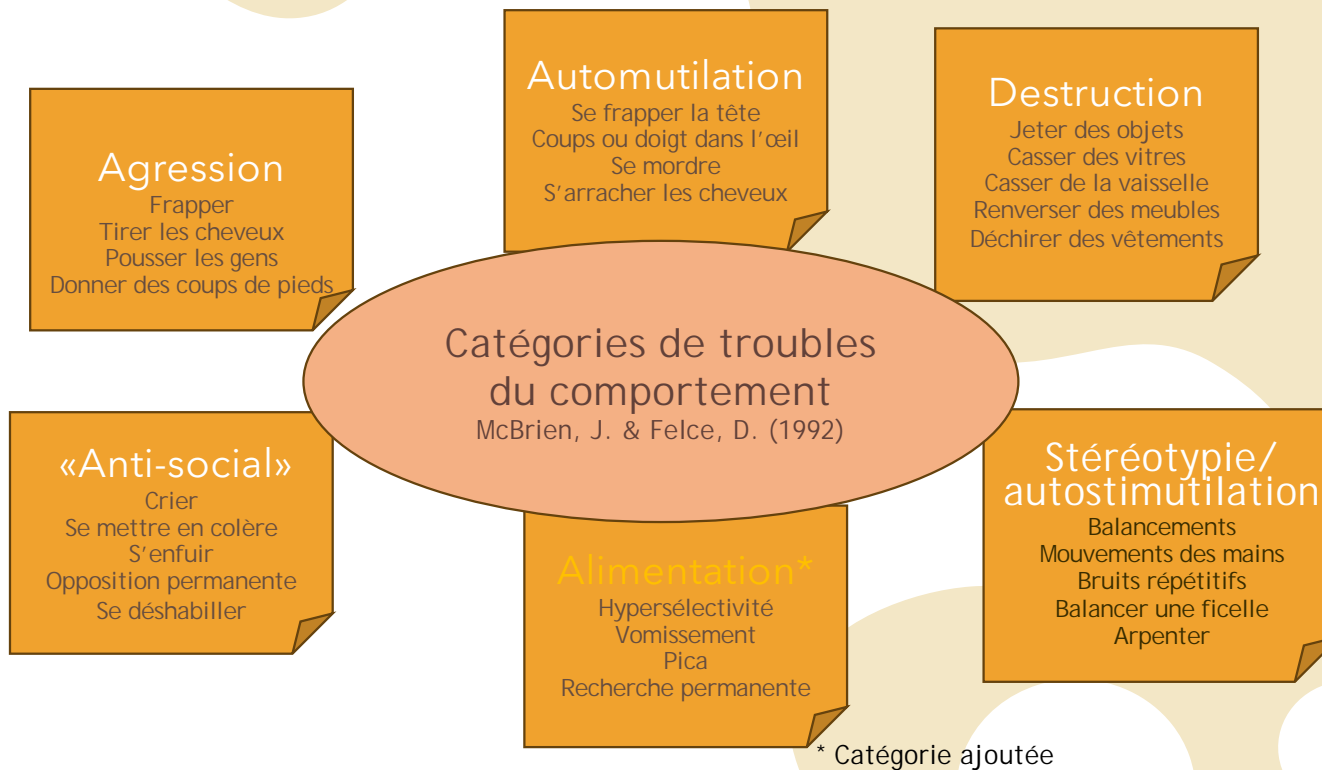 Automutilation
Se frapper la tête
Coups ou doigt dans l'œil
Se mordre
S'arracher les cheveux
Destruction
Jeter des objets
Casser des vitres
Casser de la vaisselle
Renverser des meubles
Déchirer des vêtements
Agression
Frapper
Tirer les cheveux
Pousser les gens
Donner des coups de pieds
Catégories de troubles
du comportement
McBrien, J. & Felce, D. (1992)
«Anti-social»
Crier
Se mettre en colère
S'enfuir
Opposition permanente
Se déshabiller
Alimentation*
Hypersélectivité
Vomissement
Pica
Recherche permanente
Stéréotypie/
autostimutilation
Balancements
Mouvements des mains
Bruits répétitifs
Balancer une ficelle
Arpenter
* Catégorie ajoutée